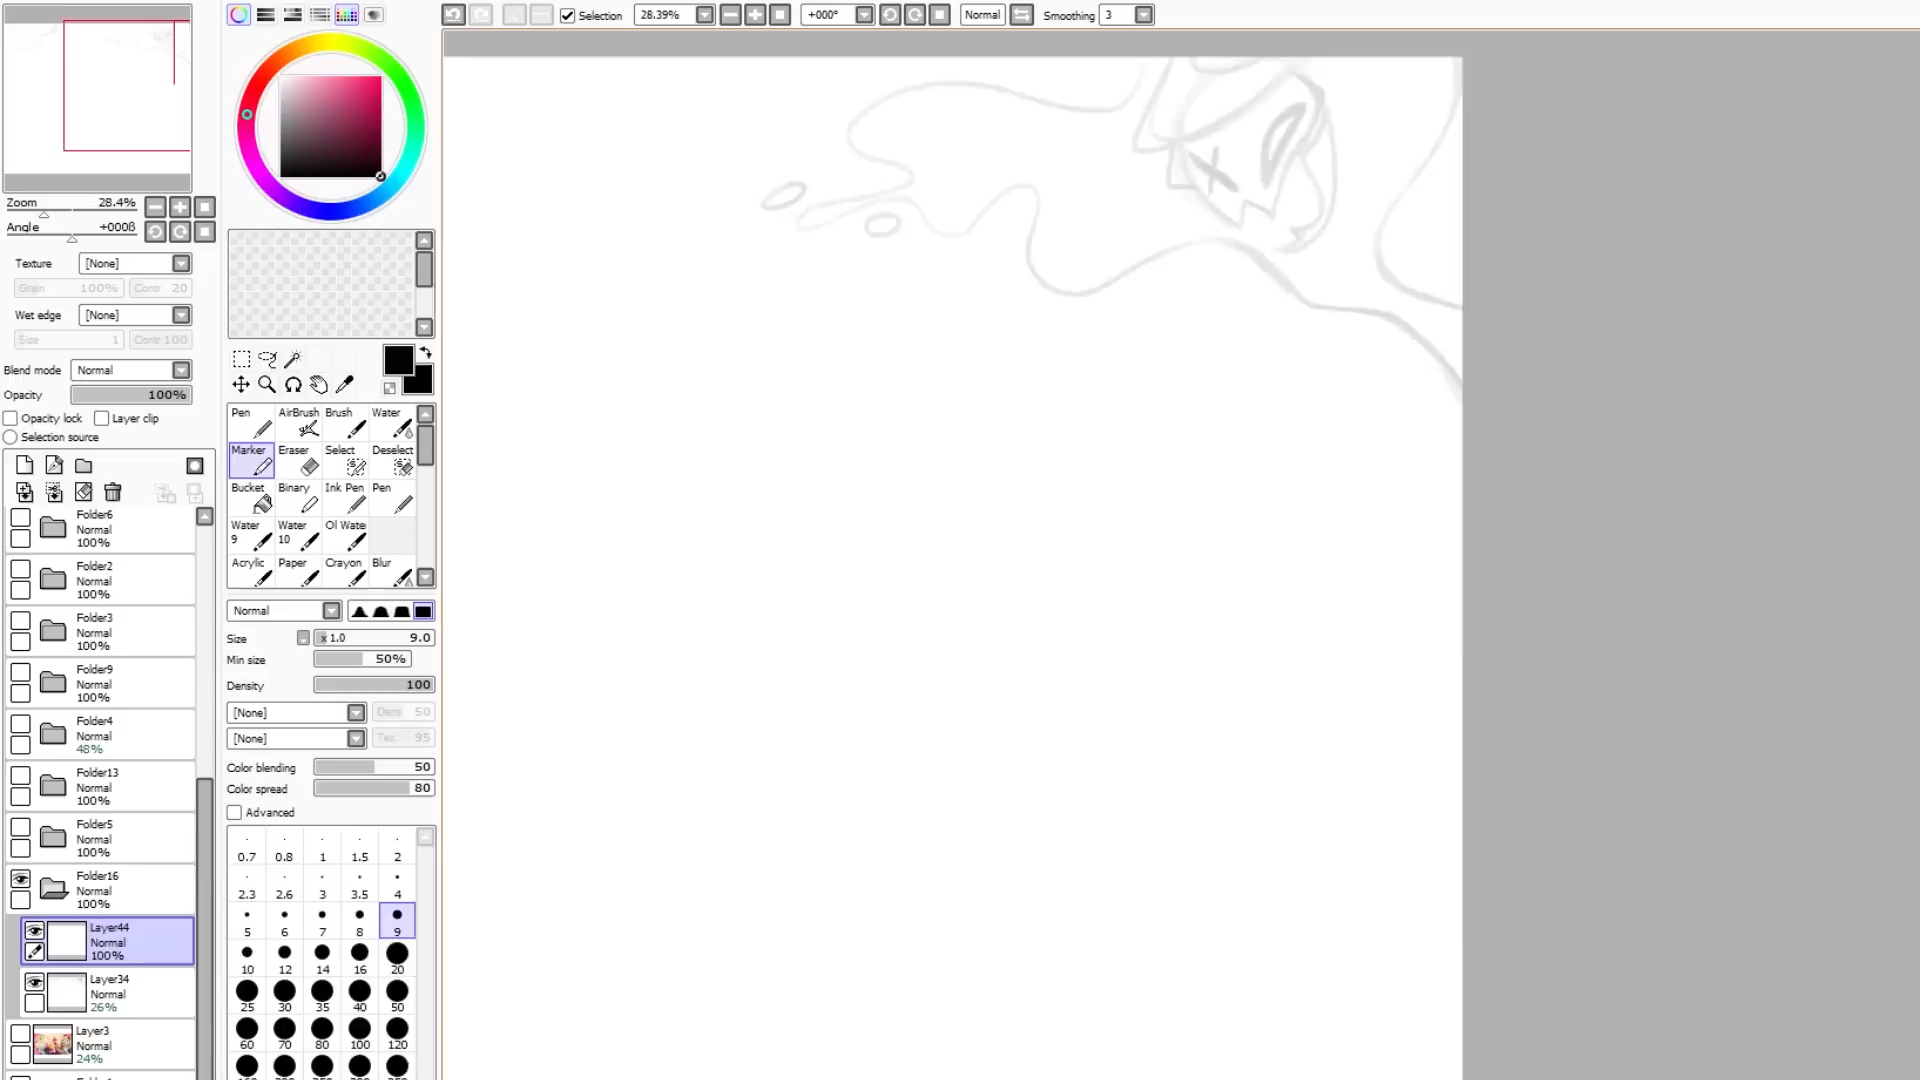 Selection 28.39% +000° Normal Smoothing 3
Zoom 28.4%
Angle +000ß
Texture [None]
Grain 100% Contr 20
Wet edge [None]
Size 1 Contr 100
Blend mode Normal
Opacity 100%
Opacity lock Layer clip
Selection source
Folder6
Normal
100%
Folder2
Normal
100%
Folder3
Normal
100%
Folder9
Normal
100%
Folder4
Normal
48%
Folder13
Normal
100%
Folder5
Normal
100%
Folder16
Normal
100%
Layer44
Normal
100%
Layer34
Normal
26%
Layer3
Normal
24%
Pen AirBrush Brush Water
Marker Eraser Select Deselect
Bucket Binary Ink Pen Pen
Water 9 Water 10 Ol Wate
Acrylic Paper Crayon Blur
Normal
Size x 1.0 9.0
Min size 50%
Density 100
[None] Dens 50
[None] Tex 95
Color blending 50
Color spread 80
Advanced
0.7 0.8 1 1.5 2
2.3 2.6 3 3.5 4
5 6 7 8 9
10 12 14 16 20
25 30 35 40 50
60 70 80 100 120